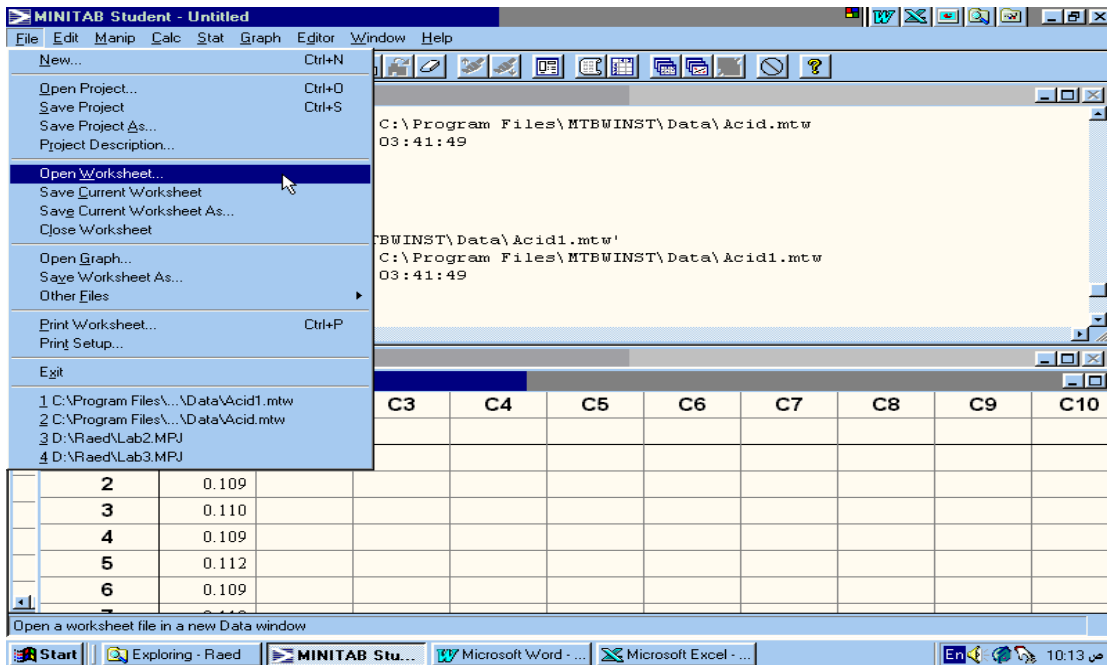 MINITAB Student - Untitled
File Edit Manip Calc Stat Graph Editor Window Help
New... Ctrl+N
Open Project... Ctrl+O
Save Project Ctrl+S
Save Project As...
Project Description...
Open Worksheet...
Save Current Worksheet
Save Current Worksheet As...
Close Worksheet
Open Graph...
Save Worksheet As...
Other Files
Print Worksheet... Ctrl+P
Print Setup...
Exit
1 C:\Program Files\...\Data\Acid1.mtw
2 C:\Program Files\...\Data\Acid.mtw
3 D:\Raed\Lab2.MPJ
4 D:\Raed\Lab3.MPJ
C:\Program Files\MTBWINST\Data\Acid.mtw
03:41:49
TBWINST\Data\Acid1.mtw'
C:\Program Files\MTBWINST\Data\Acid1.mtw
03:41:49
C3 C4 C5 C6 C7 C8 C9 C10
2 0.109
3 0.110
4 0.109
5 0.112
6 0.109
Open a worksheet file in a new Data window
Start Exploring - Raed MINITAB Stu... Microsoft Word - ... Microsoft Excel - ... En 10:13 ص